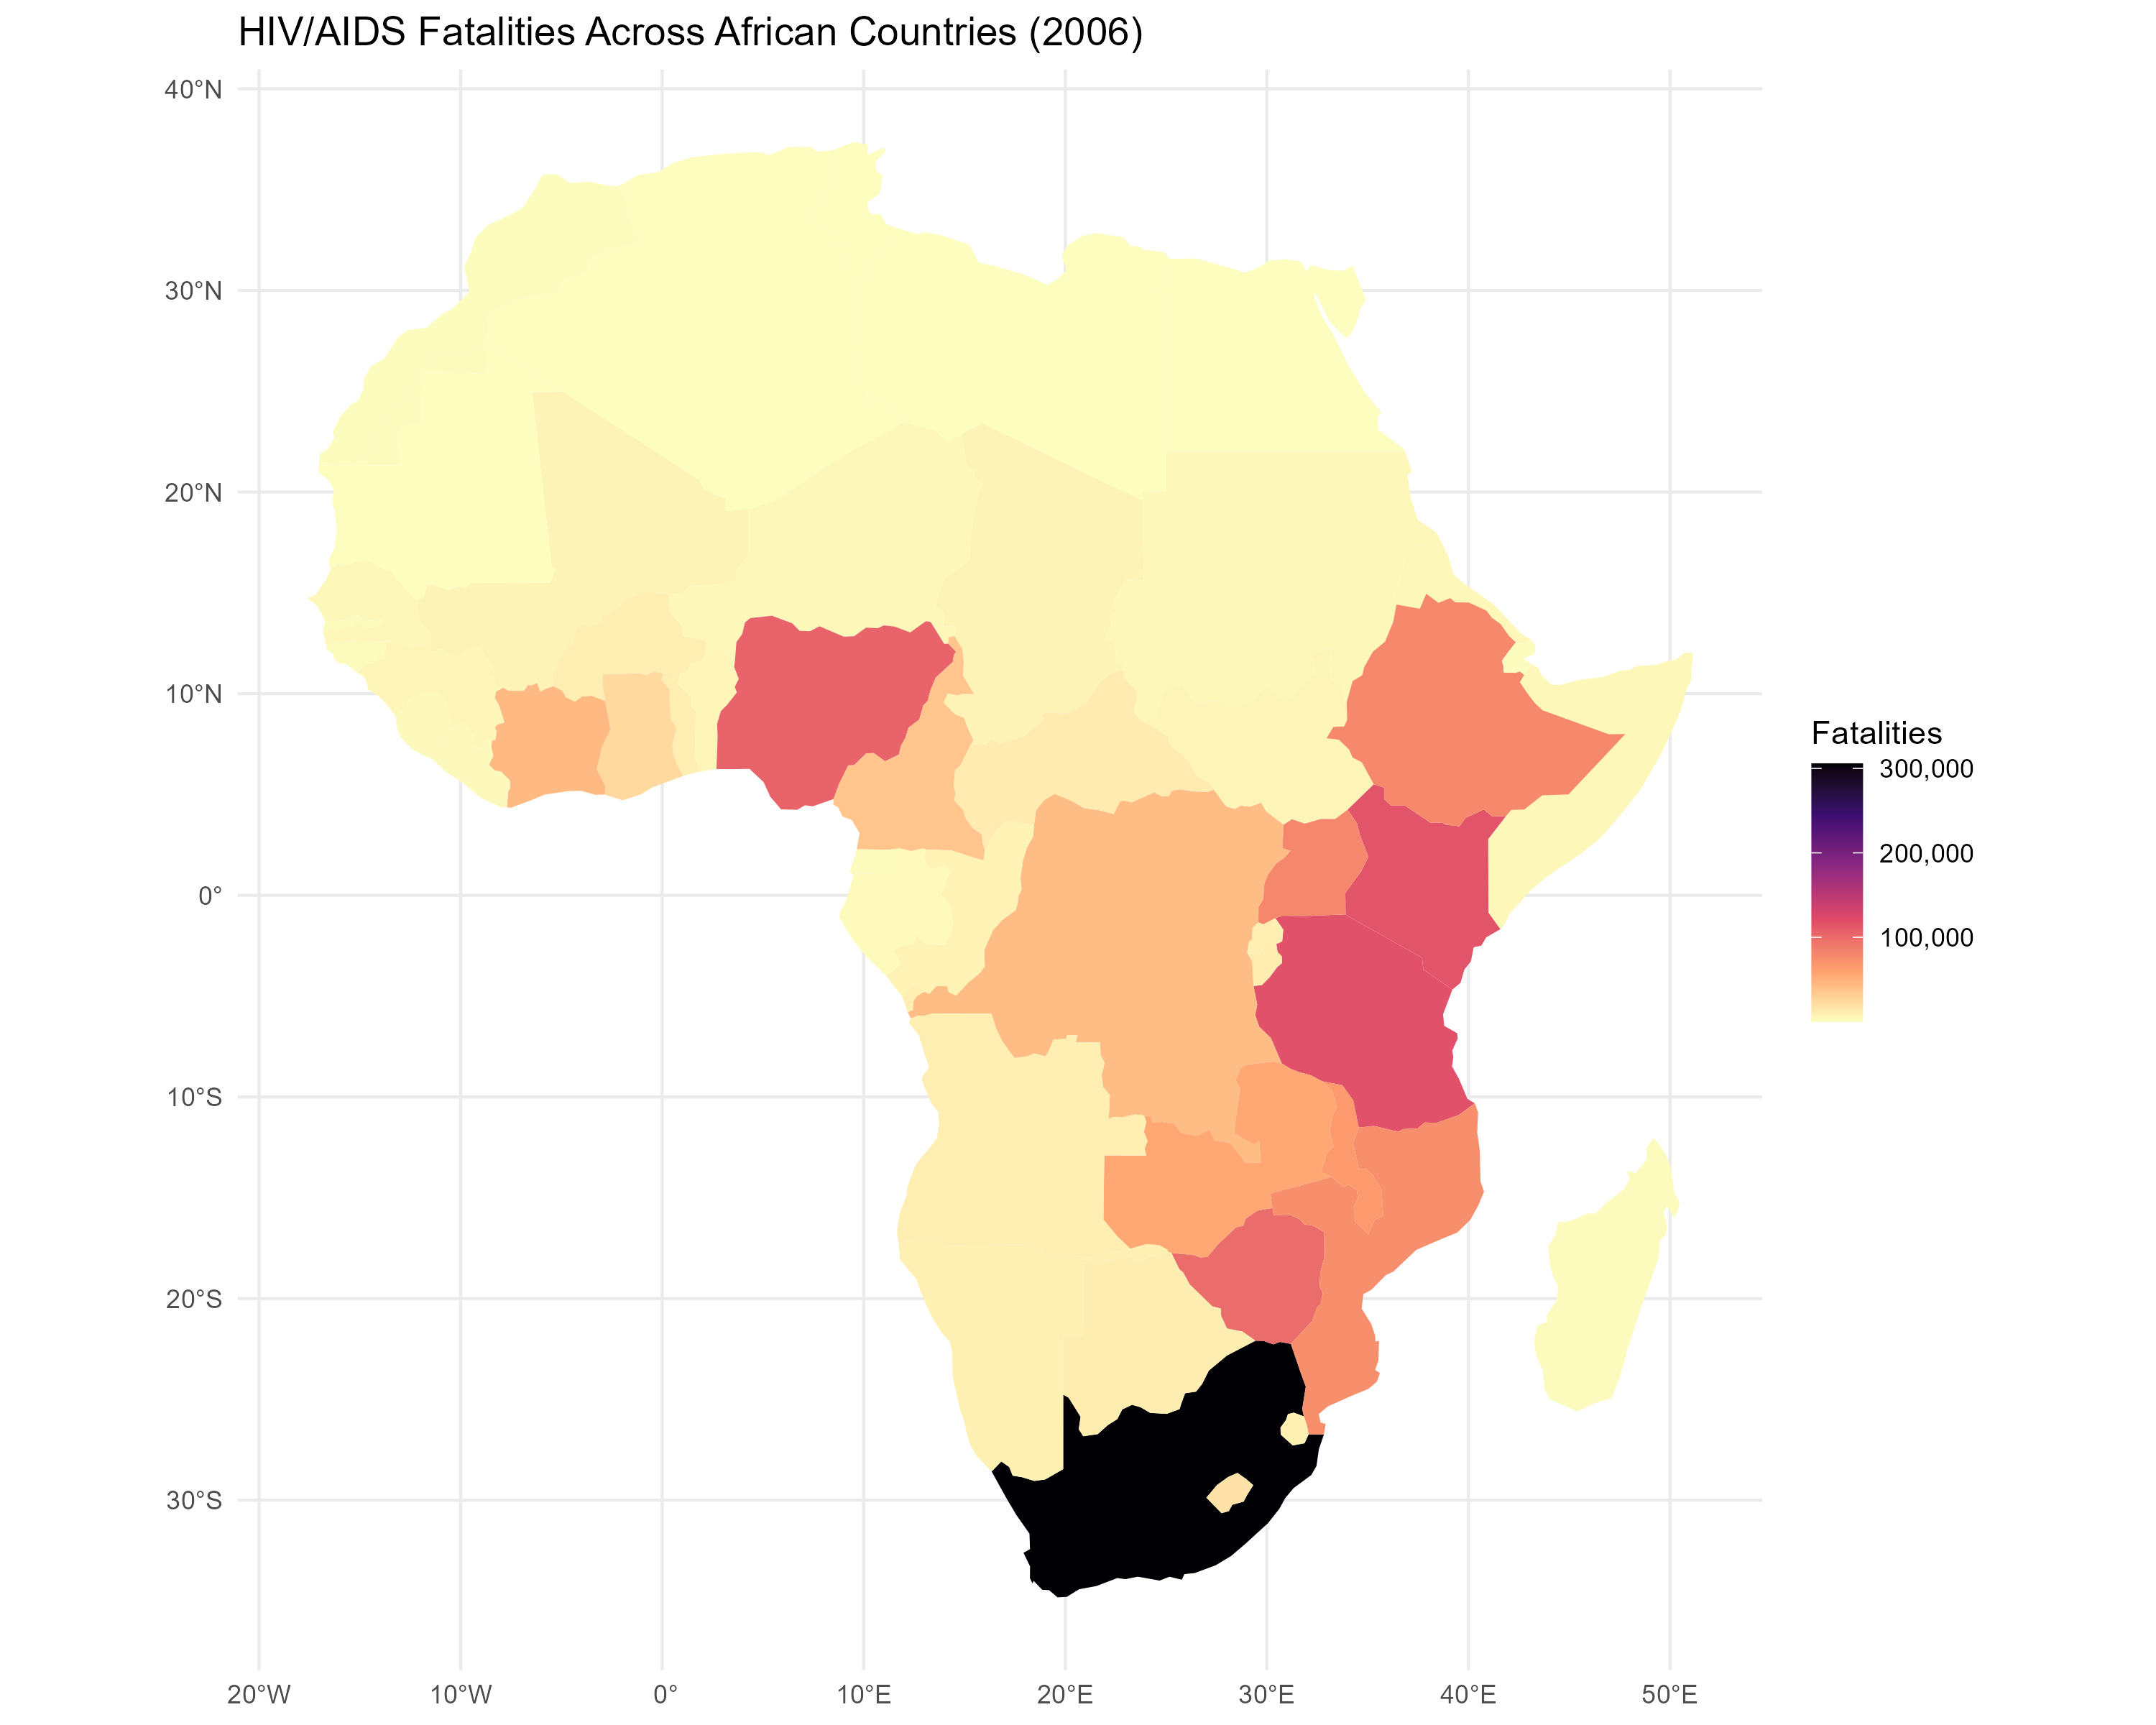 HIV//AIDS Fatalities Across African Countries (2006)
40°N
30°N
20°N
10°N
0°
10°S
20°S
30°S
20°W 10°W 0° 10°E 20°E 30°E 40°E 50°E
Fatalities
300,000
200,000
100,000